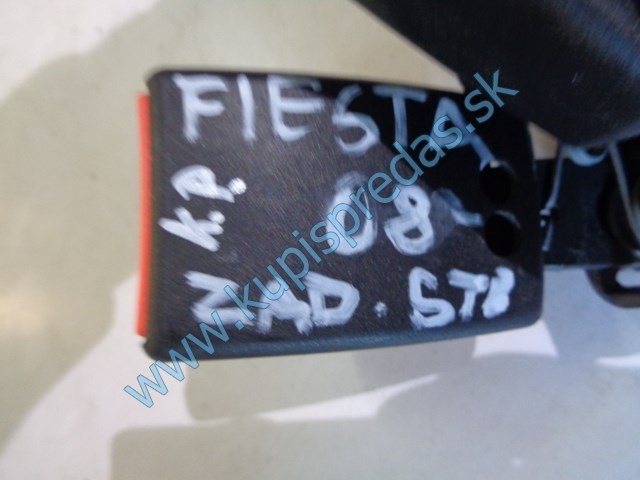 FIESTA
K.P. 08-
ZAD. STR
www.kupispredas.sk